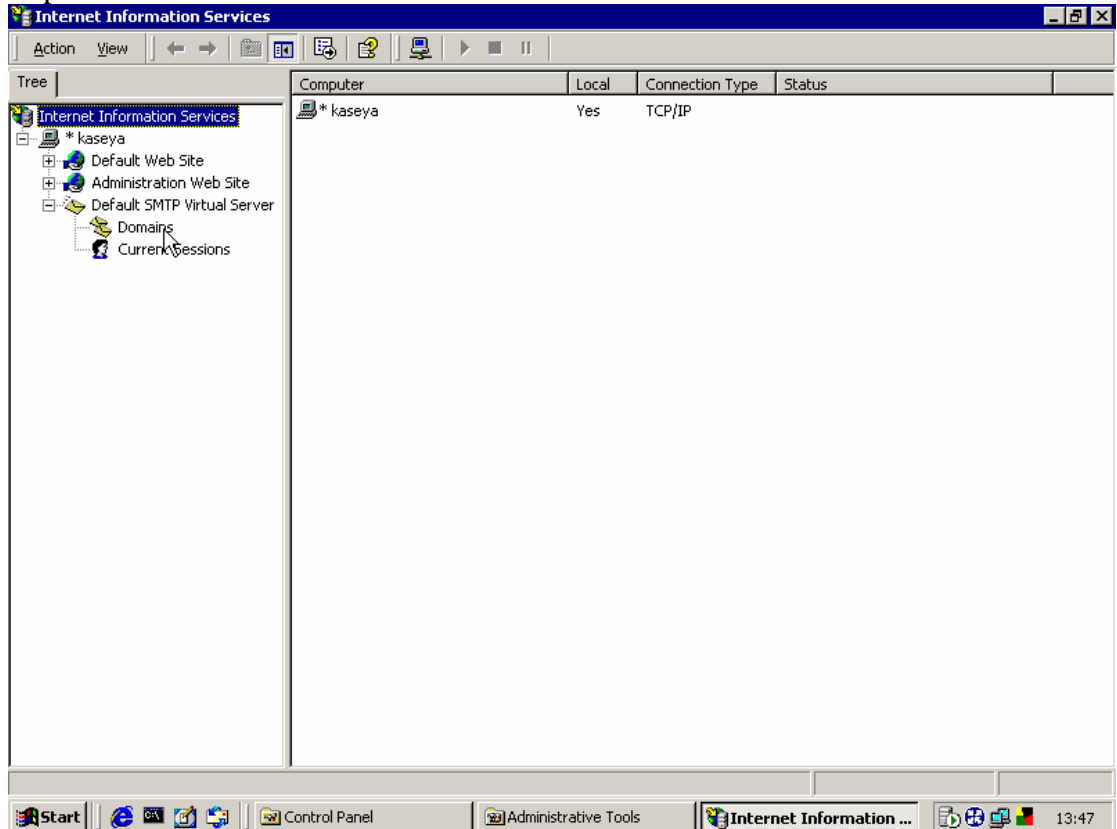 Internet Information Services
Action View
Tree
Computer Local Connection Type Status
Internet Information Services
* kaseya Yes TCP/IP
* kaseya
Default Web Site
Administration Web Site
Default SMTP Virtual Server
Domains
Current Sessions
Start Control Panel Administrative Tools Internet Information ... 13:47